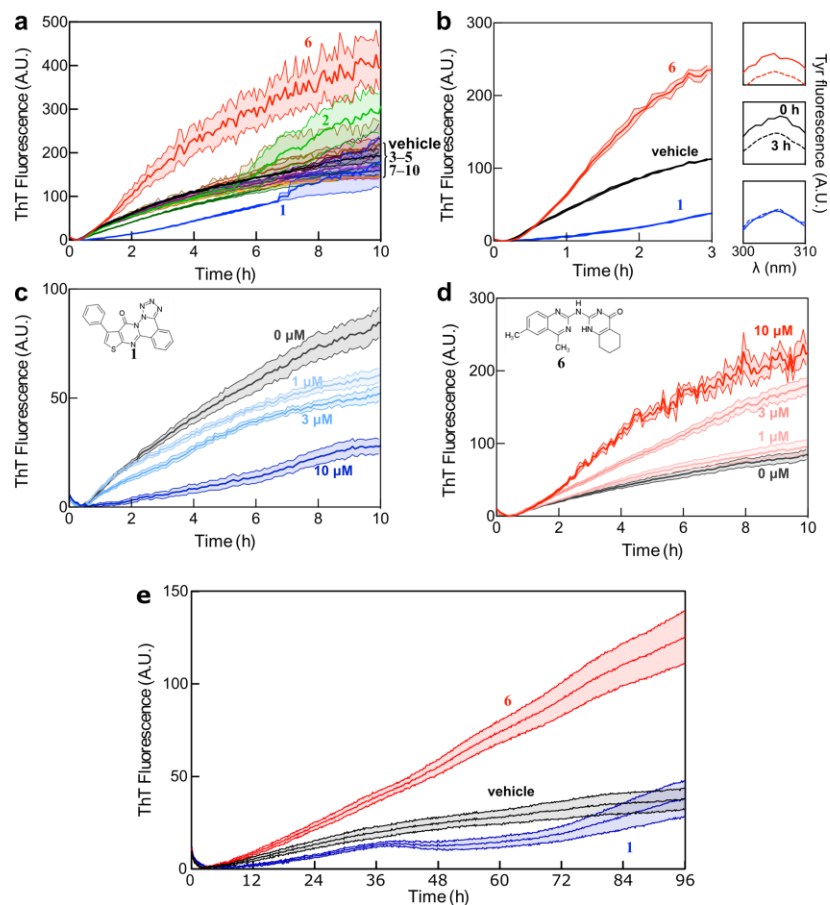 a
ThT Fluorescence (A.U.)
500
400
300
200
100
0
0 2 4 6 8 10
Time (h)
6
2
vehicle
3–5
7–10
1
b
ThT Fluorescence (A.U.)
300
200
100
0
0 1 2 3
Time (h)
6
vehicle
1
0 h
3 h
Tyr fluorescence (A.U.)
300 310
λ (nm)
c
ThT Fluorescence (A.U.)
100
50
0
0 2 4 6 8 10
Time (h)
O
N
N
N
N
N
S
N
1
0 μM
1 μM
3 μM
10 μM
d
ThT Fluorescence (A.U.)
300
200
100
0
0 2 4 6 8 10
Time (h)
H
N
N
N
O
N
HN
H₃C
CH₃
6
10 μM
3 μM
1 μM
0 μM
e
ThT Fluorescence (A.U.)
150
100
50
0
0 12 24 36 48 60 72 84 96
Time (h)
6
vehicle
1